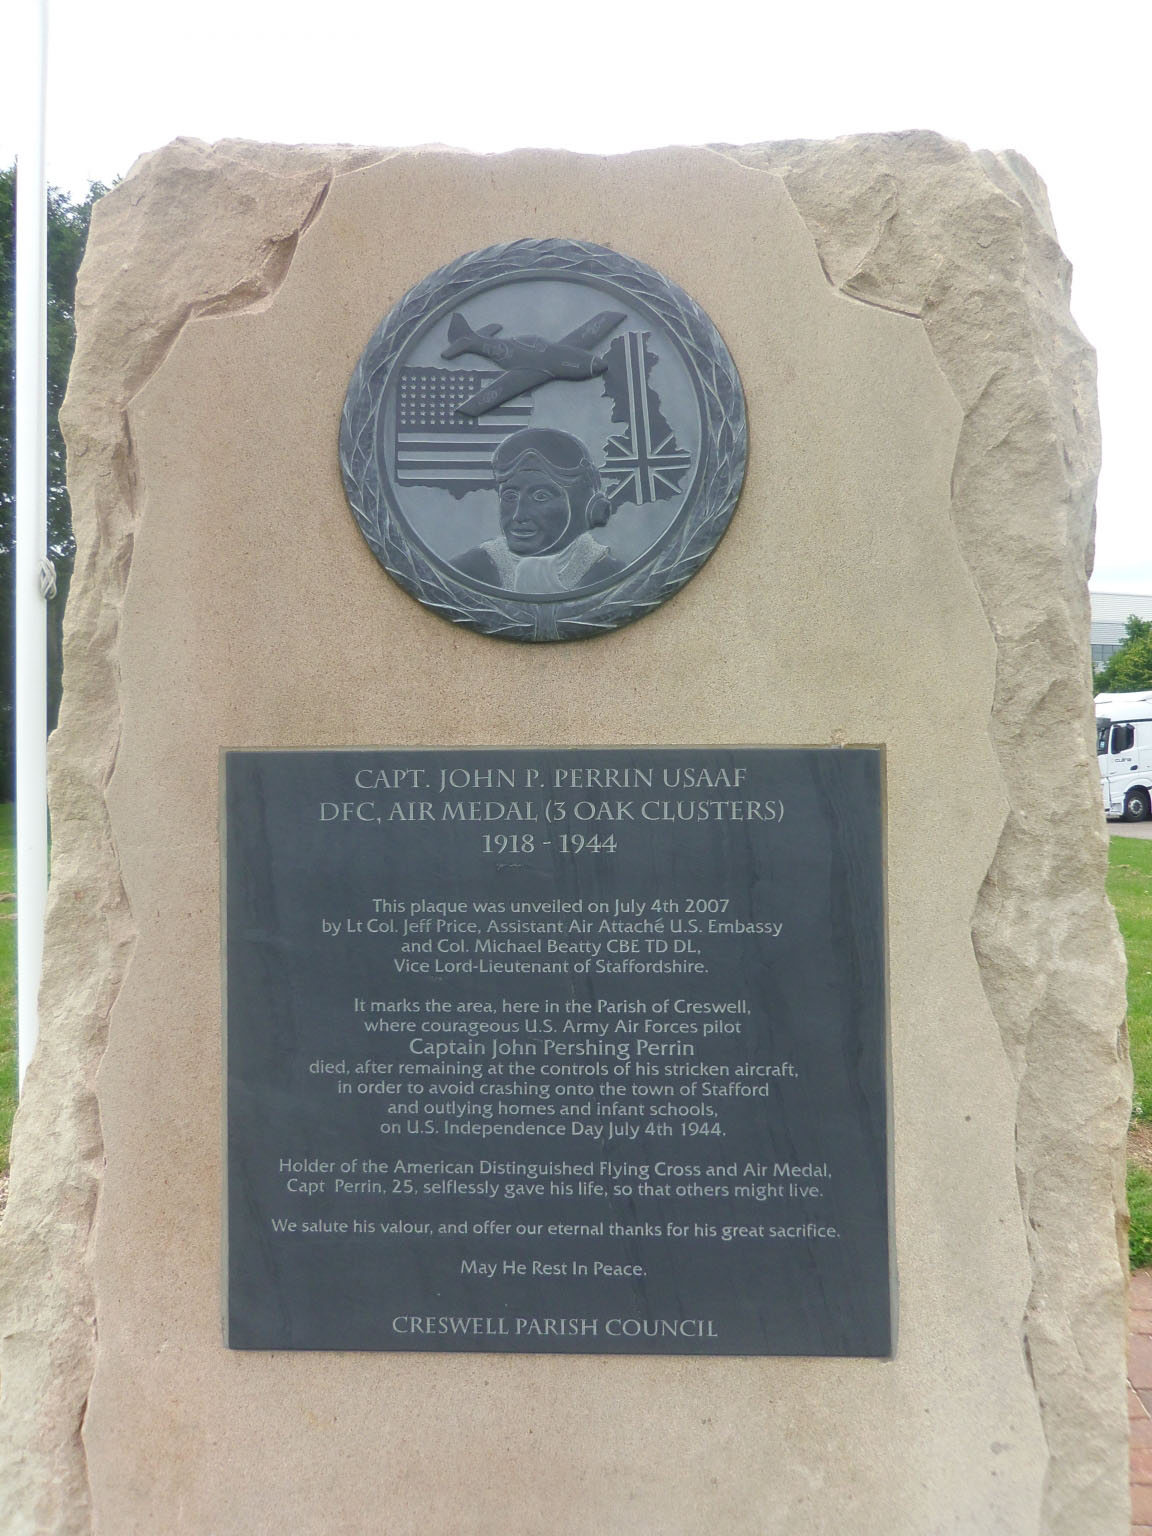 CAPT. JOHN P. PERRIN USAAF
DFC, AIR MEDAL (3 OAK CLUSTERS)
1918 - 1944
This plaque was unveiled on July 4th 2007
by Lt Col. Jeff Price, Assistant Air Attaché U.S. Embassy
and Col. Michael Beatty CBE TD DL,
Vice Lord-Lieutenant of Staffordshire.
It marks the area, here in the Parish of Creswell,
where courageous U.S. Army Air Forces pilot
Captain John Pershing Perrin
died, after remaining at the controls of his stricken aircraft,
in order to avoid crashing onto the town of Stafford
and outlying homes and infant schools,
on U.S. Independence Day July 4th 1944.
Holder of the American Distinguished Flying Cross and Air Medal,
Capt Perrin, 25, selflessly gave his life, so that others might live.
We salute his valour, and offer our eternal thanks for his great sacrifice.
May He Rest In Peace.
CRESWELL PARISH COUNCIL